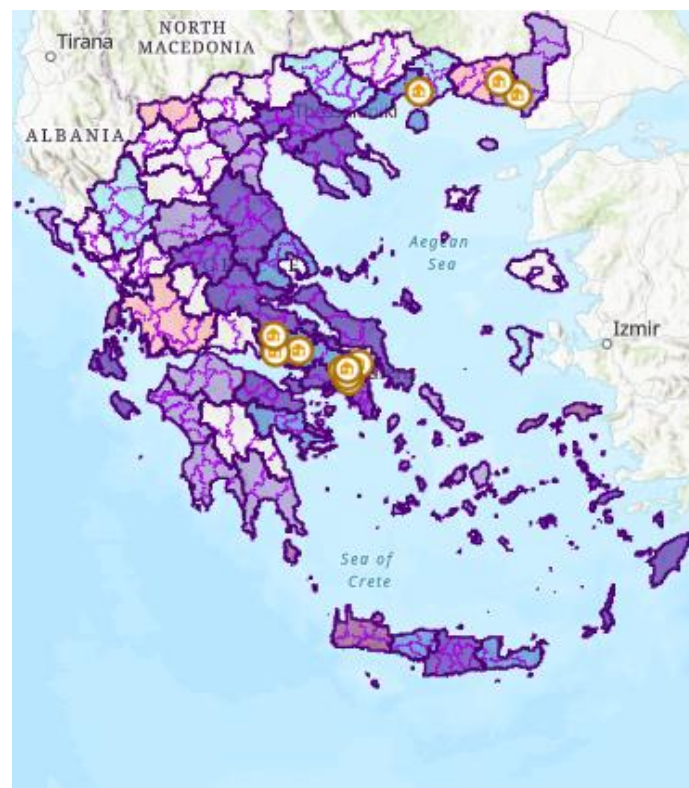 NORTH
MACEDONIA
Tirana
ALBANIA
Aegean
Sea
Izmir
Sea of
Crete